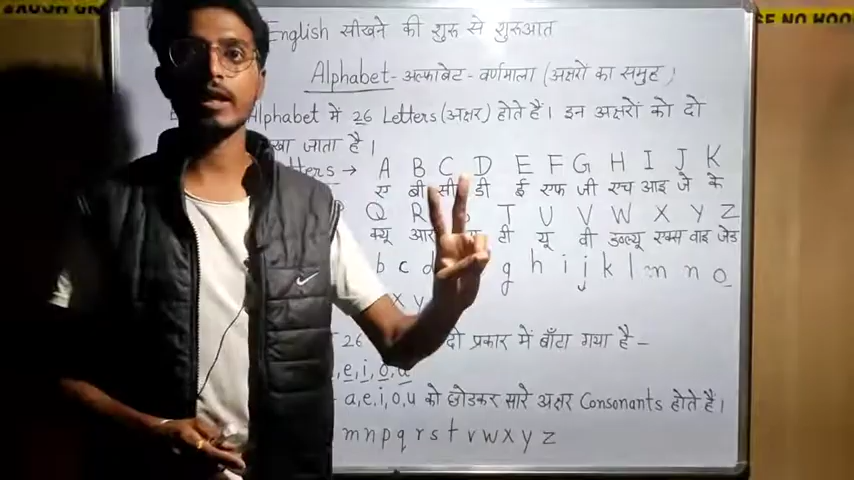 English सीखने की शुरू से शुरुआत
Alphabet - अल्फाबेट - वर्णमाला (अक्षरों का समुह)
Alphabet में 26 Letters (अक्षर) होते हैं। इन अक्षरों को दो
जाता है।
→ A B C D E F G H I J K
ए बी सी डी ई एफ जी एच आइ जे के
Q R T U V W X Y Z
क्यू आर टी यू वी डब्ल्यू एक्स वाइ जेड
b c d g h i j k l m n o
x y
26 दो प्रकार में बाँटा गया है -
, e, i, o, u
a, e, i, o, u को छोडकर सारे अक्षर Consonants होते हैं।
m n p q r s t v w x y z